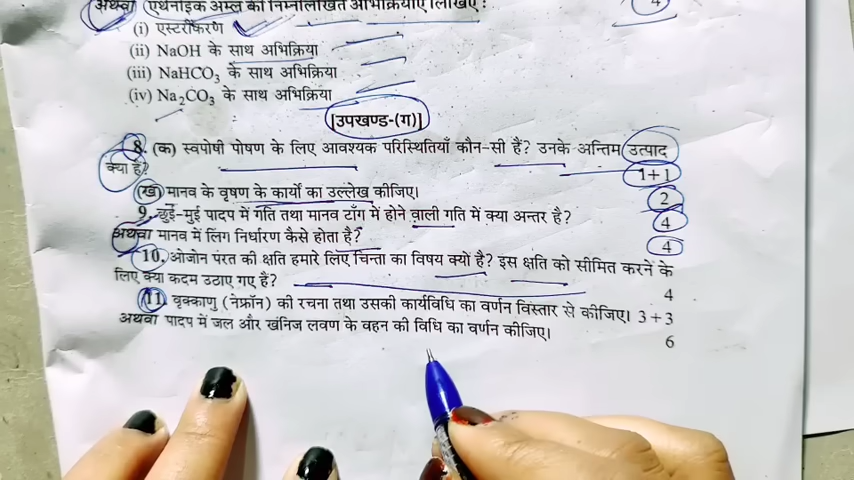 अथवा एथेनॉइक अम्ल की निम्नलिखित अभिक्रियाएँ लिखिए :
4
(i) एस्टरीकरण
(ii) NaOH के साथ अभिक्रिया
(iii) NaHCO₃ के साथ अभिक्रिया
(iv) Na₂CO₃ के साथ अभिक्रिया
[उपखण्ड-(ग)]
8. (क) स्वपोषी पोषण के लिए आवश्यक परिस्थितियाँ कौन-सी हैं? उनके अन्तिम उत्पाद
क्या हैं? 1+1
(ख) मानव के वृषण के कार्यों का उल्लेख कीजिए। 2
9. छुई-मुई पादप में गति तथा मानव टाँग में होने वाली गति में क्या अन्तर है? 4
अथवा मानव में लिंग निर्धारण कैसे होता है? 4
10. ओजोन परत की क्षति हमारे लिए चिन्ता का विषय क्यों है? इस क्षति को सीमित करने के
लिए क्या कदम उठाए गए हैं? 4
11. वृक्काणु (नेफ्रॉन) की रचना तथा उसकी कार्यविधि का वर्णन विस्तार से कीजिए। 3+3
अथवा पादप में जल और खनिज लवण के वहन की विधि का वर्णन कीजिए। 6